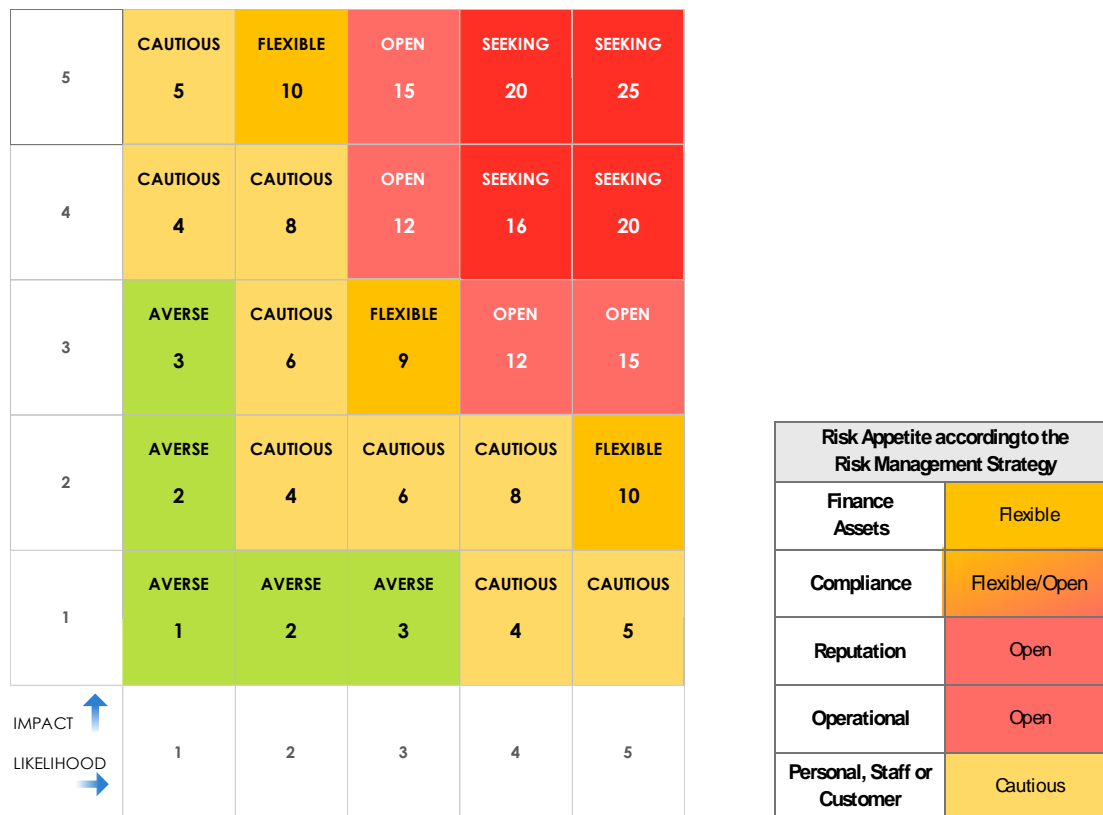 CAUTIOUS FLEXIBLE OPEN SEEKING SEEKING
5 5 10 15 20 25
CAUTIOUS CAUTIOUS OPEN SEEKING SEEKING
4 4 8 12 16 20
AVERSE CAUTIOUS FLEXIBLE OPEN OPEN
3 3 6 9 12 15
AVERSE CAUTIOUS CAUTIOUS CAUTIOUS FLEXIBLE
2 2 4 6 8 10
AVERSE AVERSE AVERSE CAUTIOUS CAUTIOUS
1 1 2 3 4 5
IMPACT
LIKELIHOOD
1 2 3 4 5
Risk Appetite according to the
Risk Management Strategy
Finance
Assets
Flexible
Compliance Flexible/Open
Reputation Open
Operational Open
Personal, Staff or
Customer
Cautious